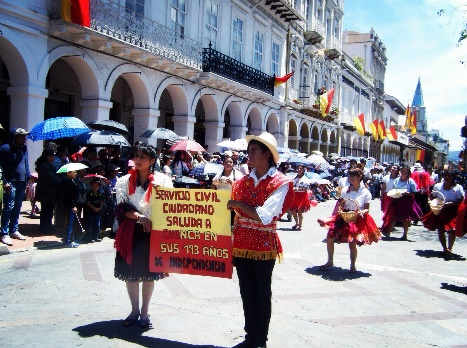 SERVICIO CIVIL
CIUDADANO
SALUDA A
CUENCA EN
SUS 193 AÑOS
DE INDEPENDENCIA